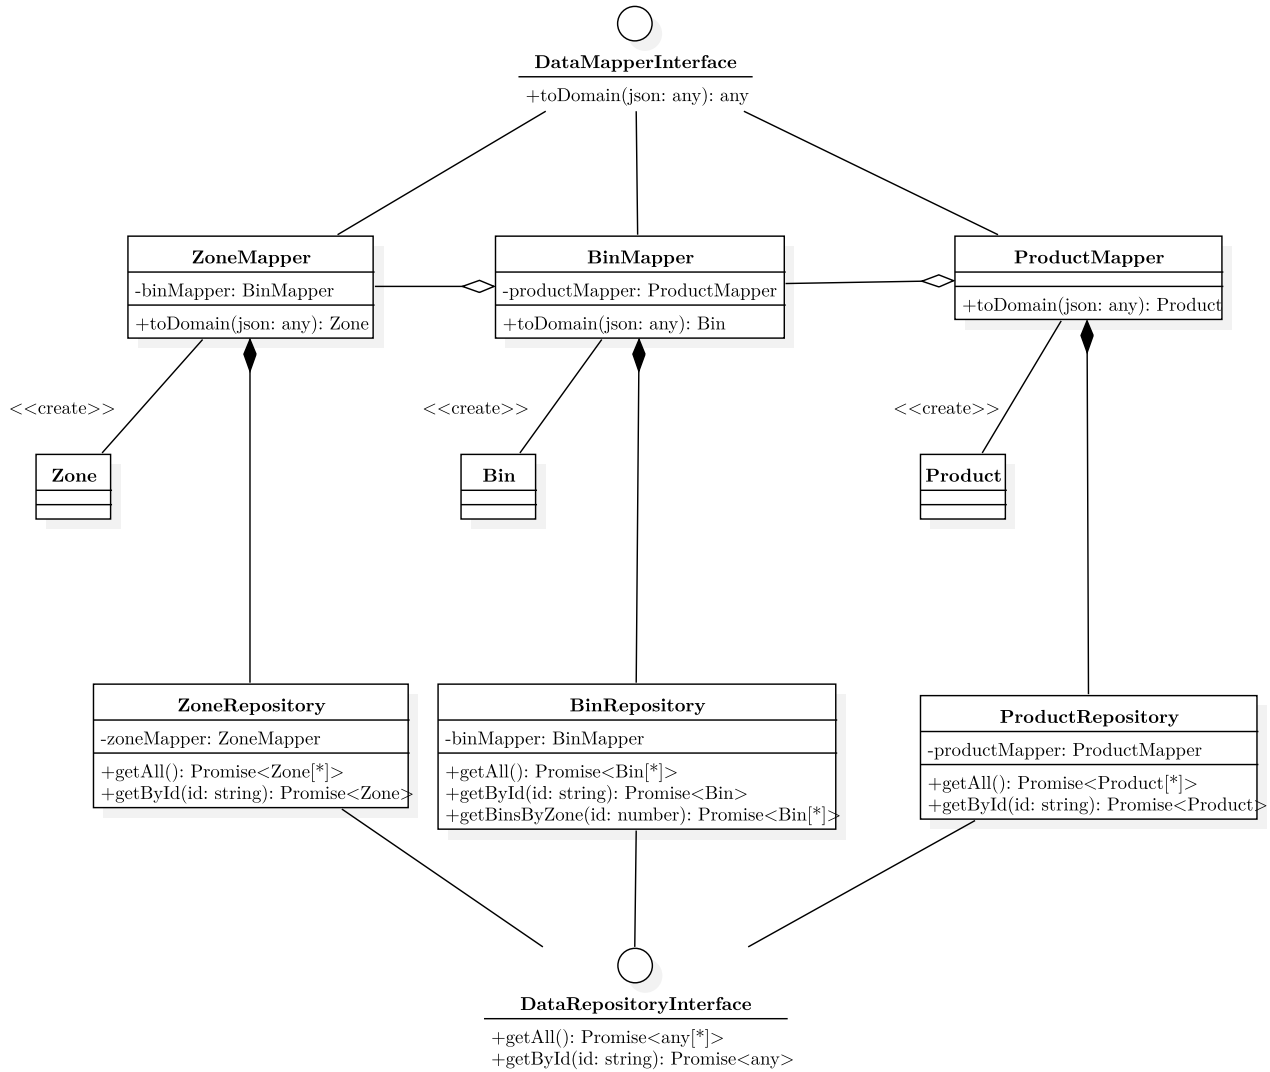 DataMapperInterface
+toDomain(json: any): any
ZoneMapper
-binMapper: BinMapper
+toDomain(json: any): Zone
BinMapper
-productMapper: ProductMapper
+toDomain(json: any): Bin
ProductMapper
+toDomain(json: any): Product
<<create>>
<<create>>
<<create>>
Zone
Bin
Product
ZoneRepository
-zoneMapper: ZoneMapper
+getAll(): Promise<Zone[*]>
+getById(id: string): Promise<Zone>
BinRepository
-binMapper: BinMapper
+getAll(): Promise<Bin[*]>
+getById(id: string): Promise<Bin>
+getBinsByZone(id: number): Promise<Bin[*]>
ProductRepository
-productMapper: ProductMapper
+getAll(): Promise<Product[*]>
+getById(id: string): Promise<Product>
DataRepositoryInterface
+getAll(): Promise<any[*]>
+getById(id: string): Promise<any>